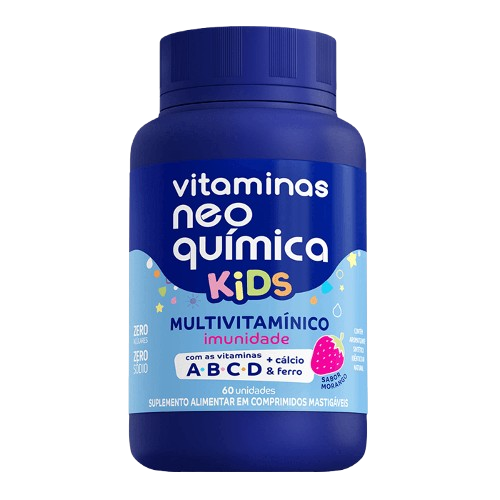 vitaminas
neo
química
KiDS
MULTIVITAMÍNICO
imunidade
com as vitaminas
A•B•C•D
+ cálcio
& ferro
ZERO
AÇÚCARES
ZERO
SÓDIO
SABOR
MORANGO
60 unidades
SUPLEMENTO ALIMENTAR EM COMPRIMIDOS MASTIGÁVEIS